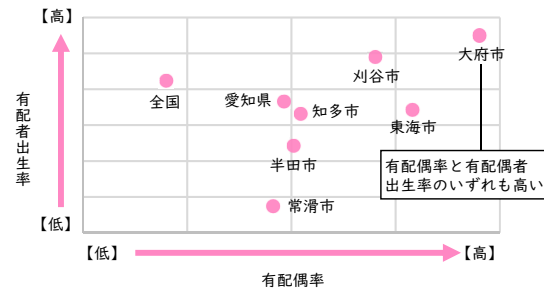 【高】
有配者出生率
【低】
大府市
刈谷市
全国
愛知県
知多市
東海市
半田市
常滑市
有配偶率と有配偶者
出生率のいずれも高い
【低】
【高】
有配偶率